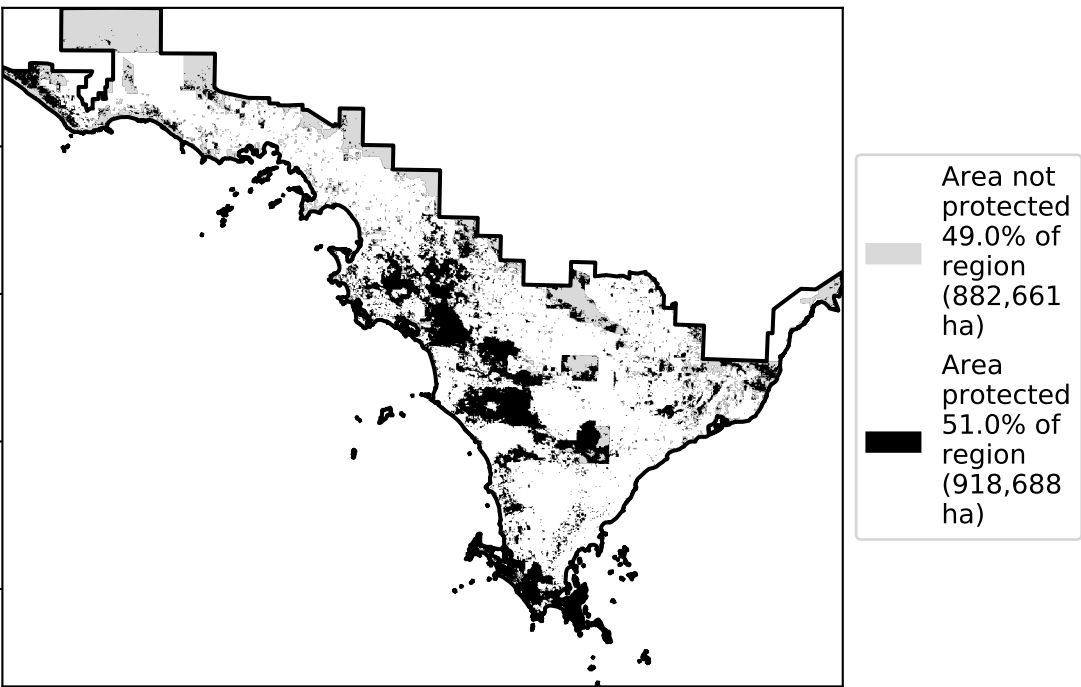 Area not
protected
49.0% of
region
(882,661
ha)
Area
protected
51.0% of
region
(918,688
ha)